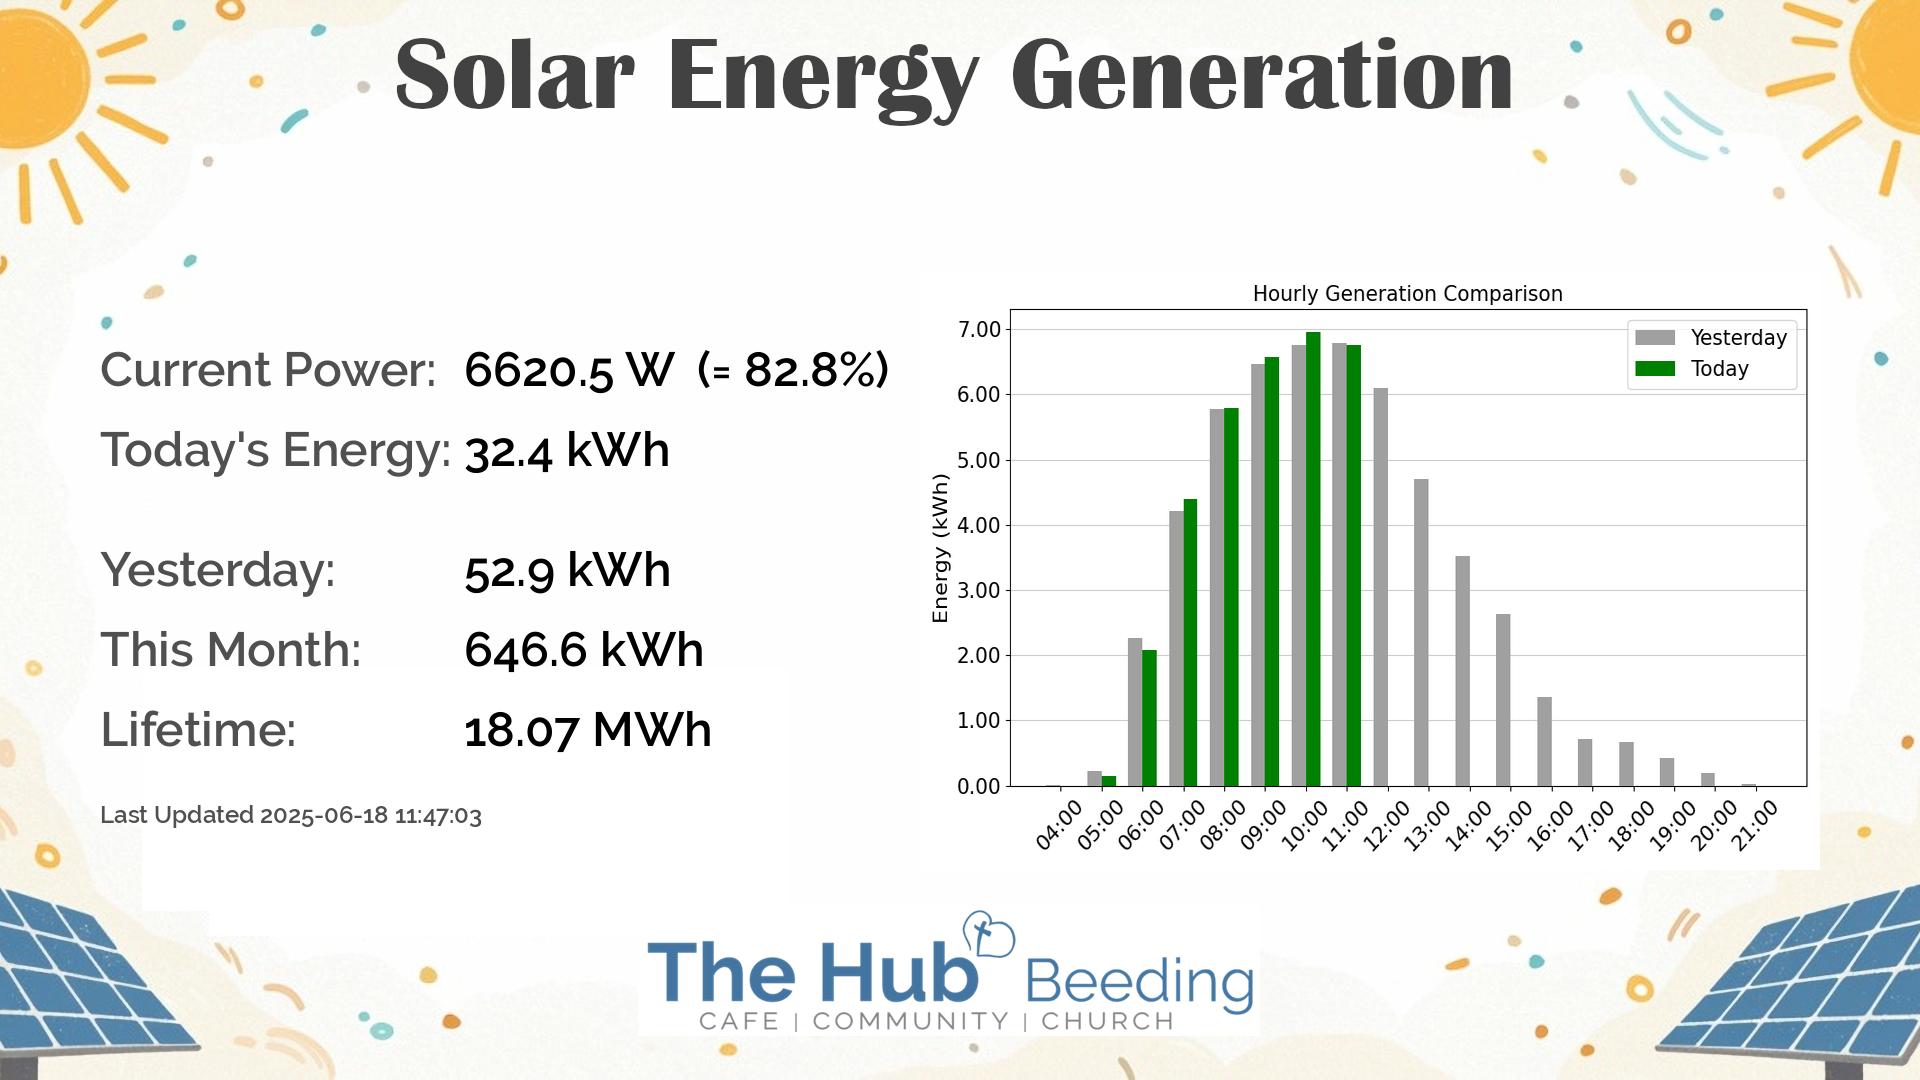 Solar Energy Generation
Current Power: 6620.5 W (= 82.8%)
Today's Energy: 32.4 kWh
Yesterday: 52.9 kWh
This Month: 646.6 kWh
Lifetime: 18.07 MWh
Last Updated 2025-06-18 11:47:03
Hourly Generation Comparison
Yesterday
Today
Energy (kWh)
7.00
6.00
5.00
4.00
3.00
2.00
1.00
0.00
04:00 05:00 06:00 07:00 08:00 09:00 10:00 11:00 12:00 13:00 14:00 15:00 16:00 17:00 18:00 19:00 20:00 21:00
The Hub Beeding
CAFE | COMMUNITY | CHURCH